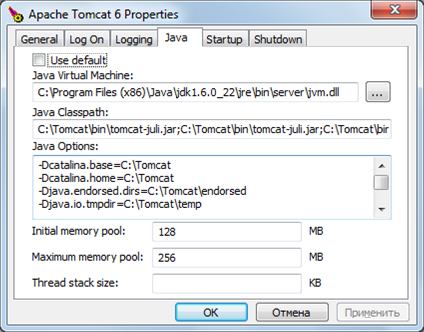 Apache Tomcat 6 Properties
General Log On Logging Java Startup Shutdown
Use default
Java Virtual Machine:
C:\Program Files (x86)\Java\jdk1.6.0_22\jre\bin\server\jvm.dll ...
Java Classpath:
C:\Tomcat\bin\tomcat-juli.jar;C:\Tomcat\bin\tomcat-juli.jar;C:\Tomcat\bir
Java Options:
-Dcatalina.base=C:\Tomcat
-Dcatalina.home=C:\Tomcat
-Djava.endorsed.dirs=C:\Tomcat\endorsed
-Djava.io.tmpdir=C:\Tomcat\temp
Initial memory pool: 128 MB
Maximum memory pool: 256 MB
Thread stack size: KB
OK Отмена Применить